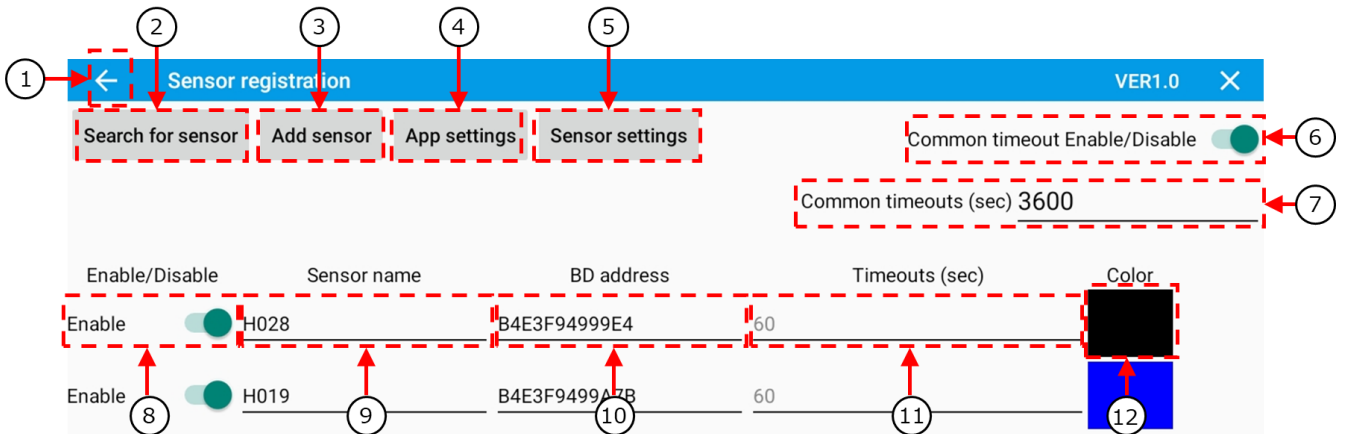 2 3 4 5
1 ← Sensor registration VER1.0 ×
Search for sensor Add sensor App settings Sensor settings Common timeout Enable/Disable 6
Common timeouts (sec) 3600 7
Enable/Disable Sensor name BD address Timeouts (sec) Color
Enable H028 B4E3F94999E4 60
Enable H019 B4E3F9499A7B 60
8 9 10 11 12